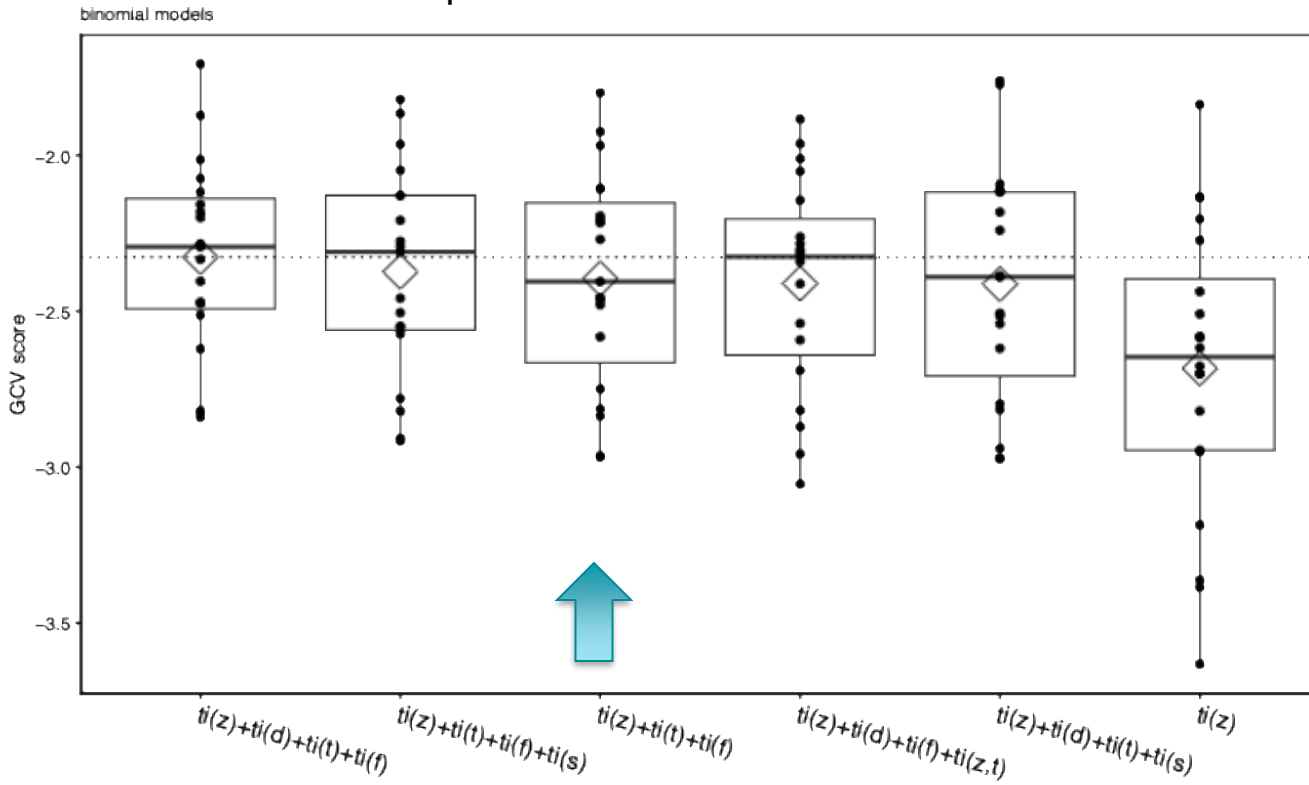 binomial models
GCV score
−2.0
−2.5
−3.0
−3.5
ti(z)+ti(d)+ti(t)+ti(f)
ti(z)+ti(t)+ti(f)+ti(s)
ti(z)+ti(t)+ti(f)
ti(z)+ti(d)+ti(f)+ti(z,t)
ti(z)+ti(d)+ti(t)+ti(s)
ti(z)